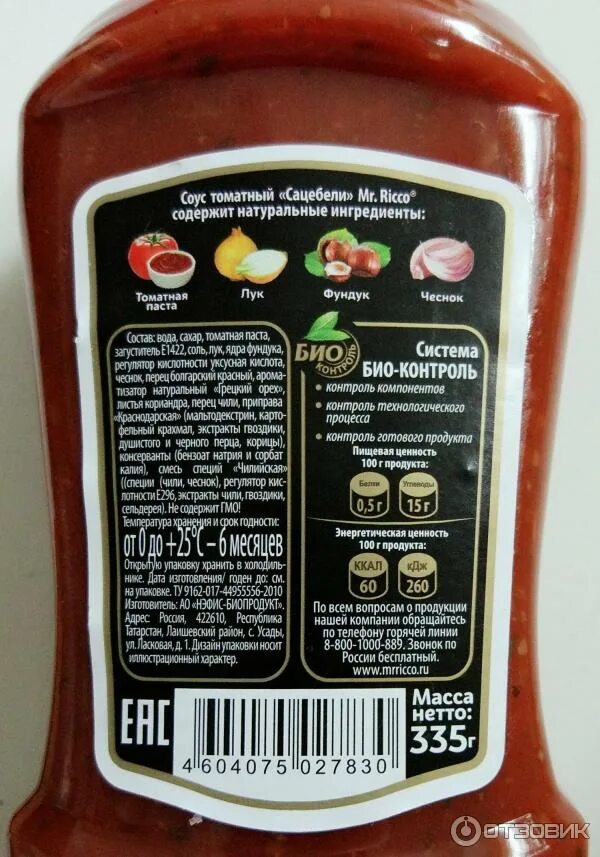 Соус томатный «Сацебели» Mr. Ricco®
содержит натуральные ингредиенты:
Томатная
паста
Лук
Фундук
Чеснок
Состав: вода, сахар, томатная паста,
загуститель Е1422, соль, лук, ядра фундука,
регулятор кислотности уксусная кислота,
чеснок, перец болгарский красный, арома-
тизатор натуральный «Грецкий орех»,
листья кориандра, перец чили, приправа
«Краснодарская» (мальтодекстрин, карто-
фельный крахмал, экстракты гвоздики,
душистого и черного перца, корицы),
консерванты (бензоат натрия и сорбат
калия), смесь специй «Чилийская»
((специи (чили, чеснок), регулятор кис-
лотности Е296, экстракты чили, гвоздики,
сельдерея). Не содержит ГМО!
Температура хранения и срок годности:
от 0 до +25°С – 6 месяцев
Открытую упаковку хранить в холодиль-
нике. Дата изготовления/ годен до: см.
на упаковке. ТУ 9162-017-44955556-2010
Изготовитель: АО «НЭФИС-БИОПРОДУКТ».
Адрес: Россия, 422610, Республика
Татарстан, Лаишевский район, с. Усады,
ул. Ласковая, д. 1. Дизайн упаковки носит
иллюстрационный характер.
БИО
КОНТРОЛЬ
Система
БИО-КОНТРОЛЬ
• контроль компонентов
• контроль технологического
процесса
• контроль готового продукта
Пищевая ценность
100 г продукта:
Белки
0,5 г
Углеводы
15 г
Энергетическая ценность
100 г продукта:
ККАЛ
60
кДж
260
По всем вопросам о продукции
нашей компании обращайтесь
по телефону горячей линии
8-800-1000-889. Звонок по
России бесплатный.
www.mrricco.ru
EAC
4 604075 027830
Масса
нетто:
335г
ОТЗОВИК